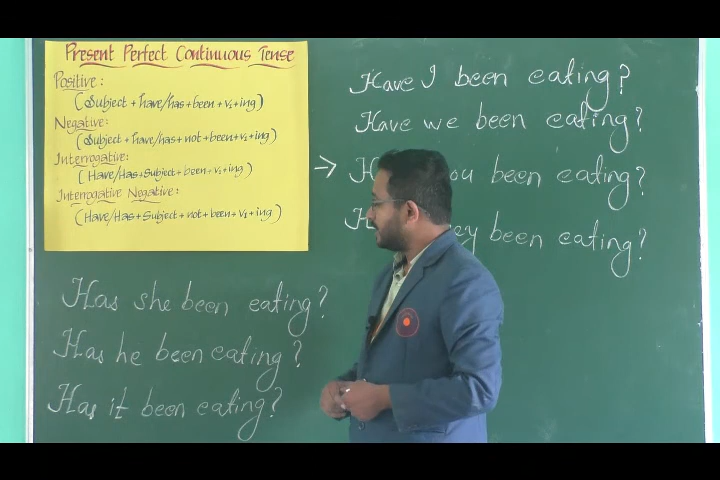 Present Perfect Continuous Tense
Positive:
(Subject + have/has + been + v₁ + ing)
Negative:
(Subject + have/has + not + been + v₁ + ing)
Interrogative:
(Have/Has + Subject + been + v₁ + ing)
Interrogative Negative:
(Have/Has + Subject + not + been + v₁ + ing)
Have I been eating?
Have we been eating?
been eating?
been eating?
Has she been eating?
Has he been eating?
Has it been eating?